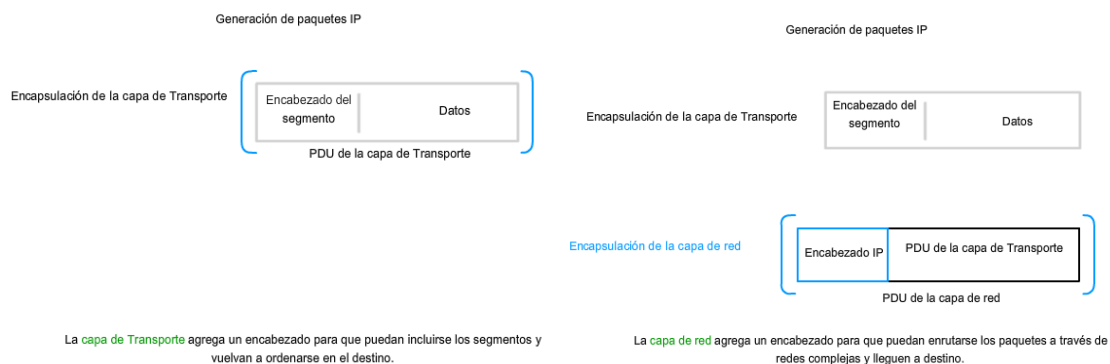 Generación de paquetes IP
Encapsulación de la capa de Transporte
Encabezado del
segmento
Datos
PDU de la capa de Transporte
La capa de Transporte agrega un encabezado para que puedan incluirse los segmentos y
vuelvan a ordenarse en el destino.
Generación de paquetes IP
Encapsulación de la capa de Transporte
Encabezado del
segmento
Datos
Encapsulación de la capa de red
Encabezado IP
PDU de la capa de Transporte
PDU de la capa de red
La capa de red agrega un encabezado para que puedan enrutarse los paquetes a través de
redes complejas y lleguen a destino.